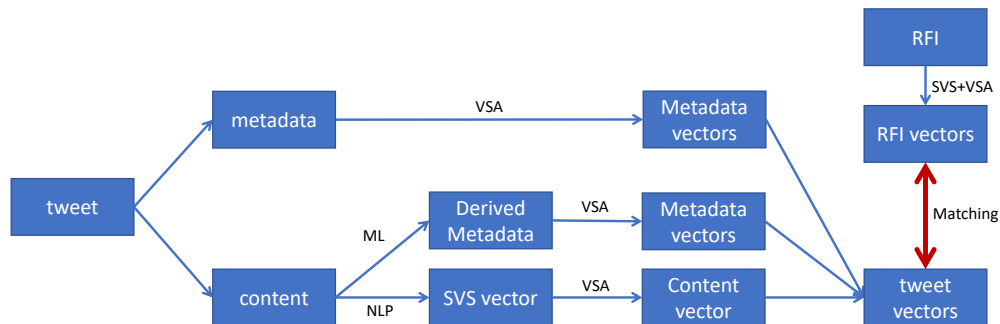 RFI
SVS+VSA
metadata
VSA
Metadata
vectors
RFI vectors
tweet
ML
Derived
Metadata
VSA
Metadata
vectors
Matching
content
NLP
SVS vector
VSA
Content
vector
tweet
vectors